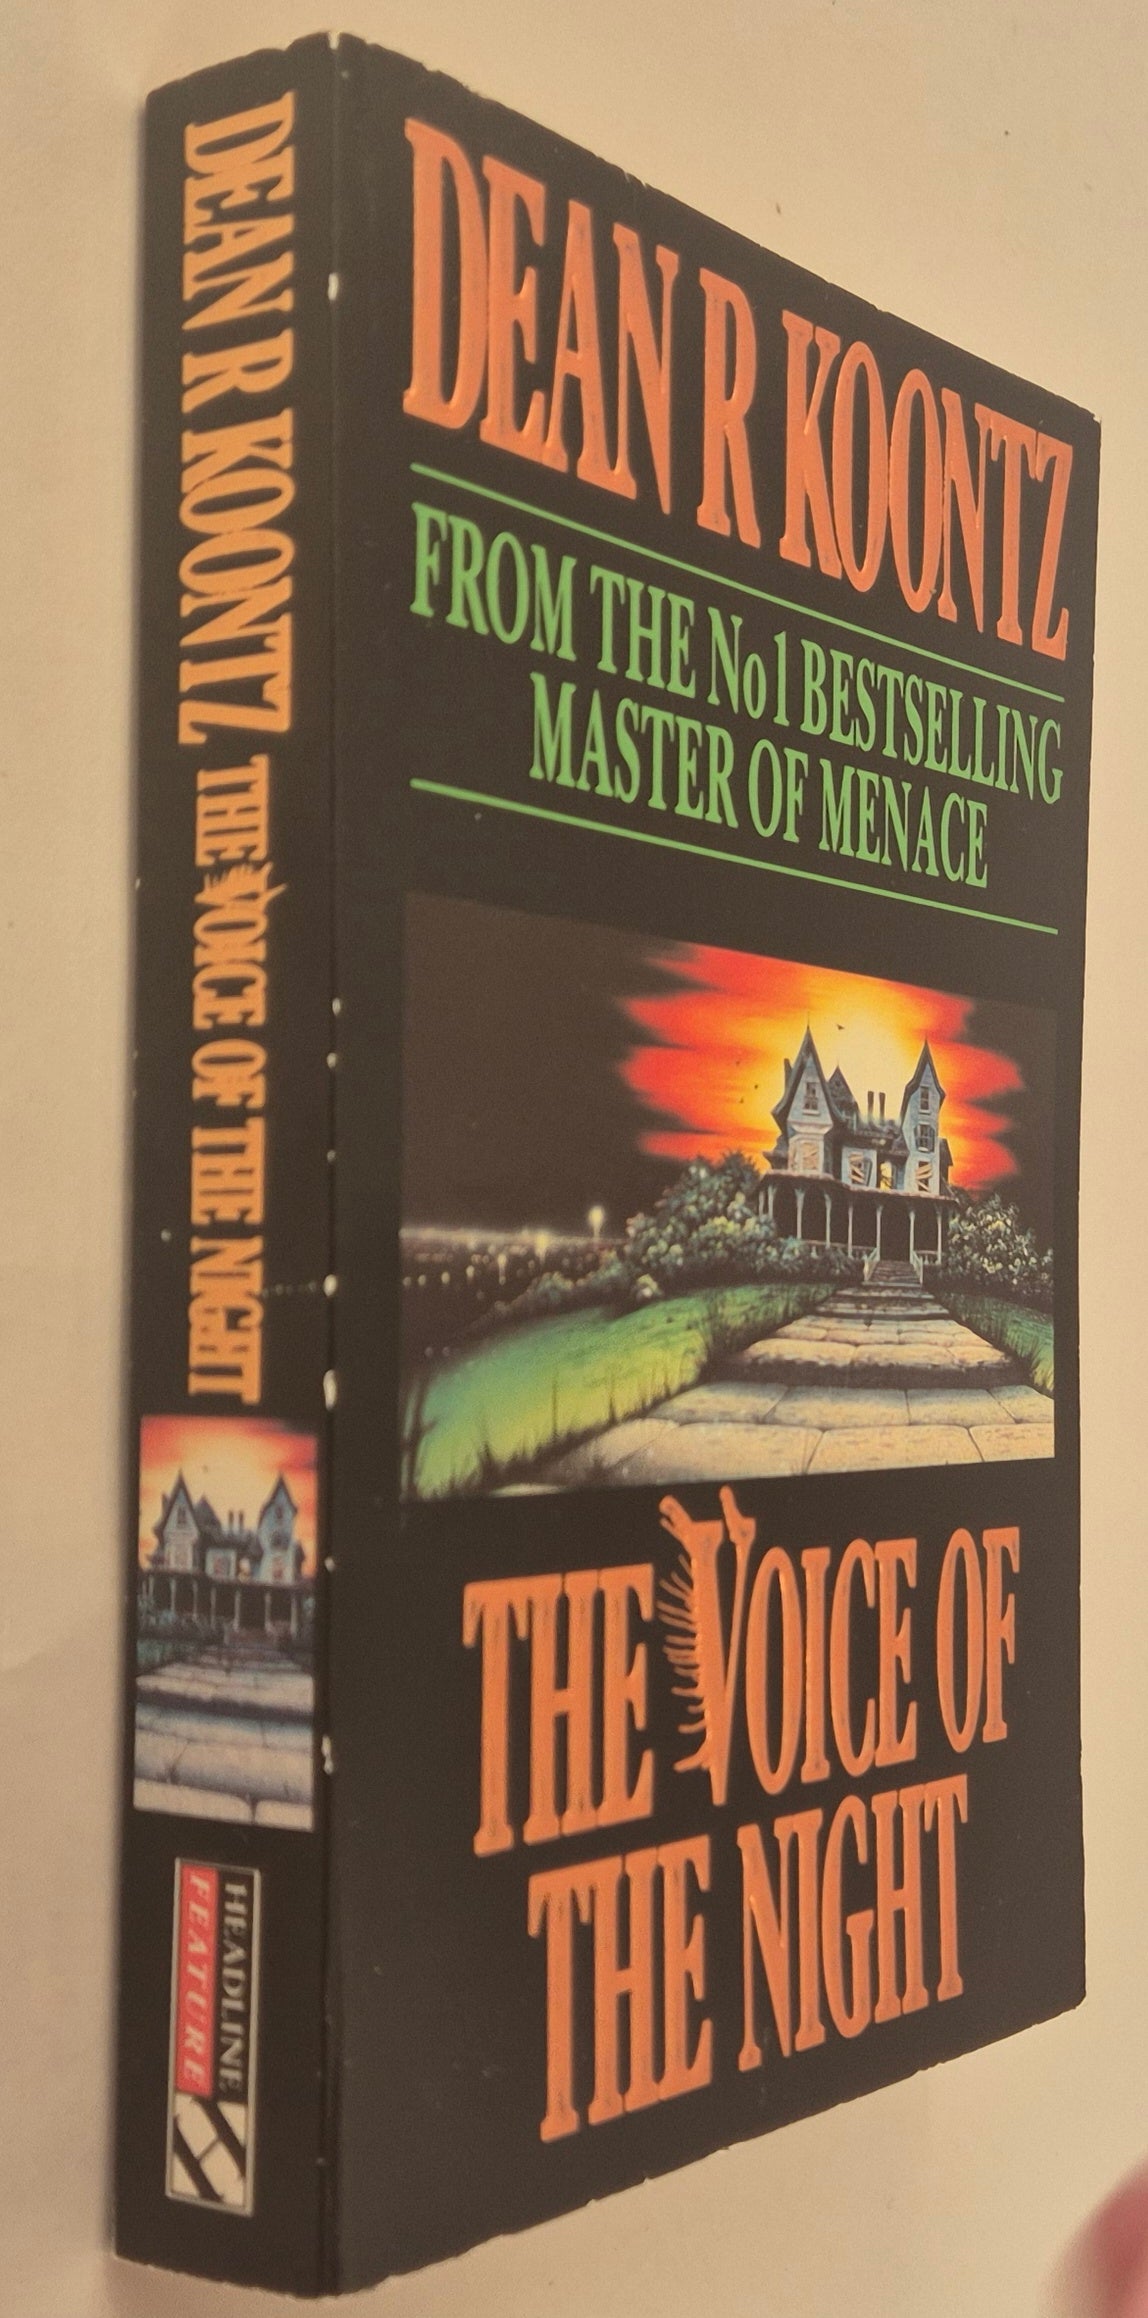 DEAN R KOONTZ THE VOICE OF THE NIGHT
HEADLINE
FEATURE
DEAN R KOONTZ
FROM THE No1 BESTSELLING
MASTER OF MENACE
THE VOICE OF
THE NIGHT